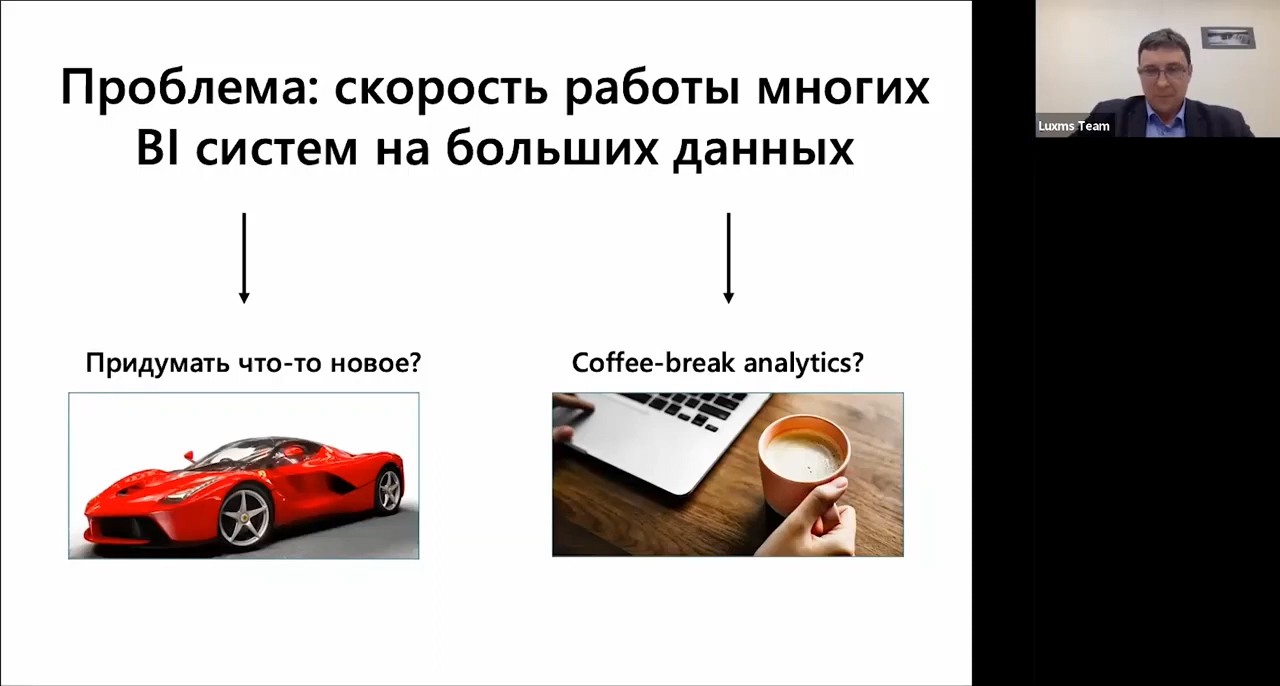 Проблема: скорость работы многих
BI систем на больших данных
Придумать что-то новое?
Coffee-break analytics?
Luxms Team